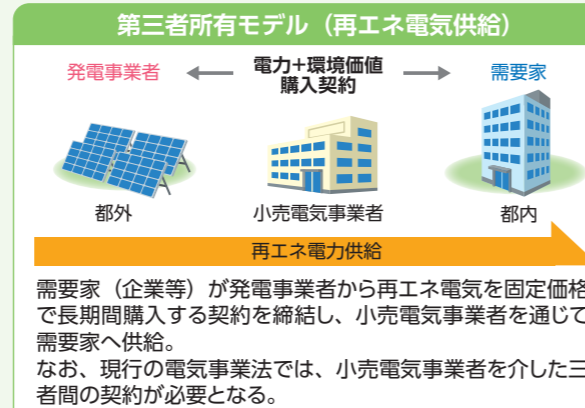 第三者所有モデル（再エネ電気供給）
発電事業者 電力+環境価値 購入契約 需要家
都外 小売電気事業者 都内
再エネ電力供給
需要家（企業等）が発電事業者から再エネ電気を固定価格
で長期間購入する契約を締結し、小売電気事業者を通じて
需要家へ供給。
なお、現行の電気事業法では、小売電気事業者を介した三
者間の契約が必要となる。